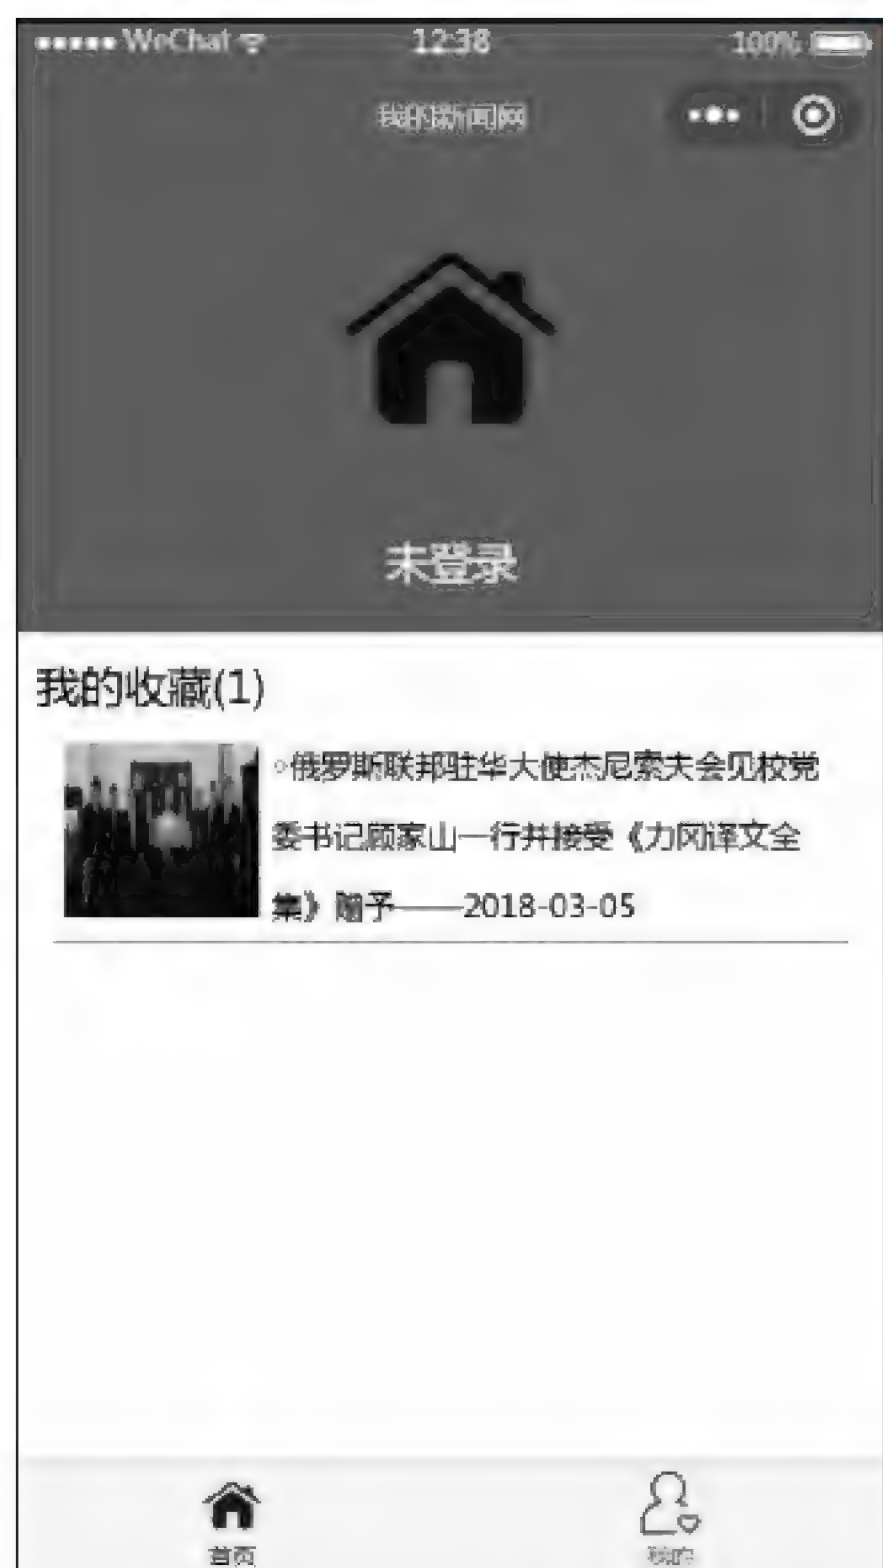 WeChat 12:38 100%
我的新闻网
未登录
我的收藏(1)
◦俄罗斯联邦驻华大使杰尼索夫会见校党
委书记顾家山一行并接受《力冈译文全
集》赠予——2018-03-05
首页
我的